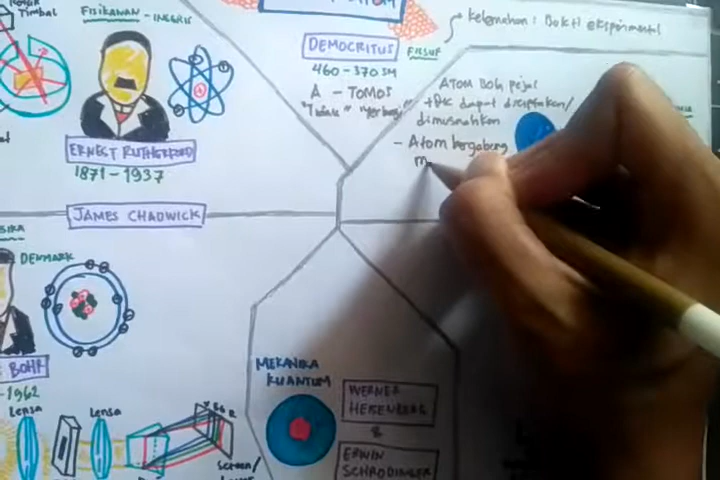 Timbal
FISIKAWAN - INGGRIS
ERNEST RUTHERFORD
1871 - 1937
DEMOCRITUS
FILSUF
460 - 370 SM
A - TOMOS
"Tidak" "terbagi"
Kelemahan : Bukti eksperimental
ATOM Bola pejal
tdk dapat diciptakan/
dimusnahkan
- Atom bergabung
m
JAMES CHADWICK
DENMARK
BOHR
-1962
Lensa
Lensa
Screen/
MEKANIKA
KUANTUM
WERNER
HEISENBERG
&
ERWIN
SCHRODINGER